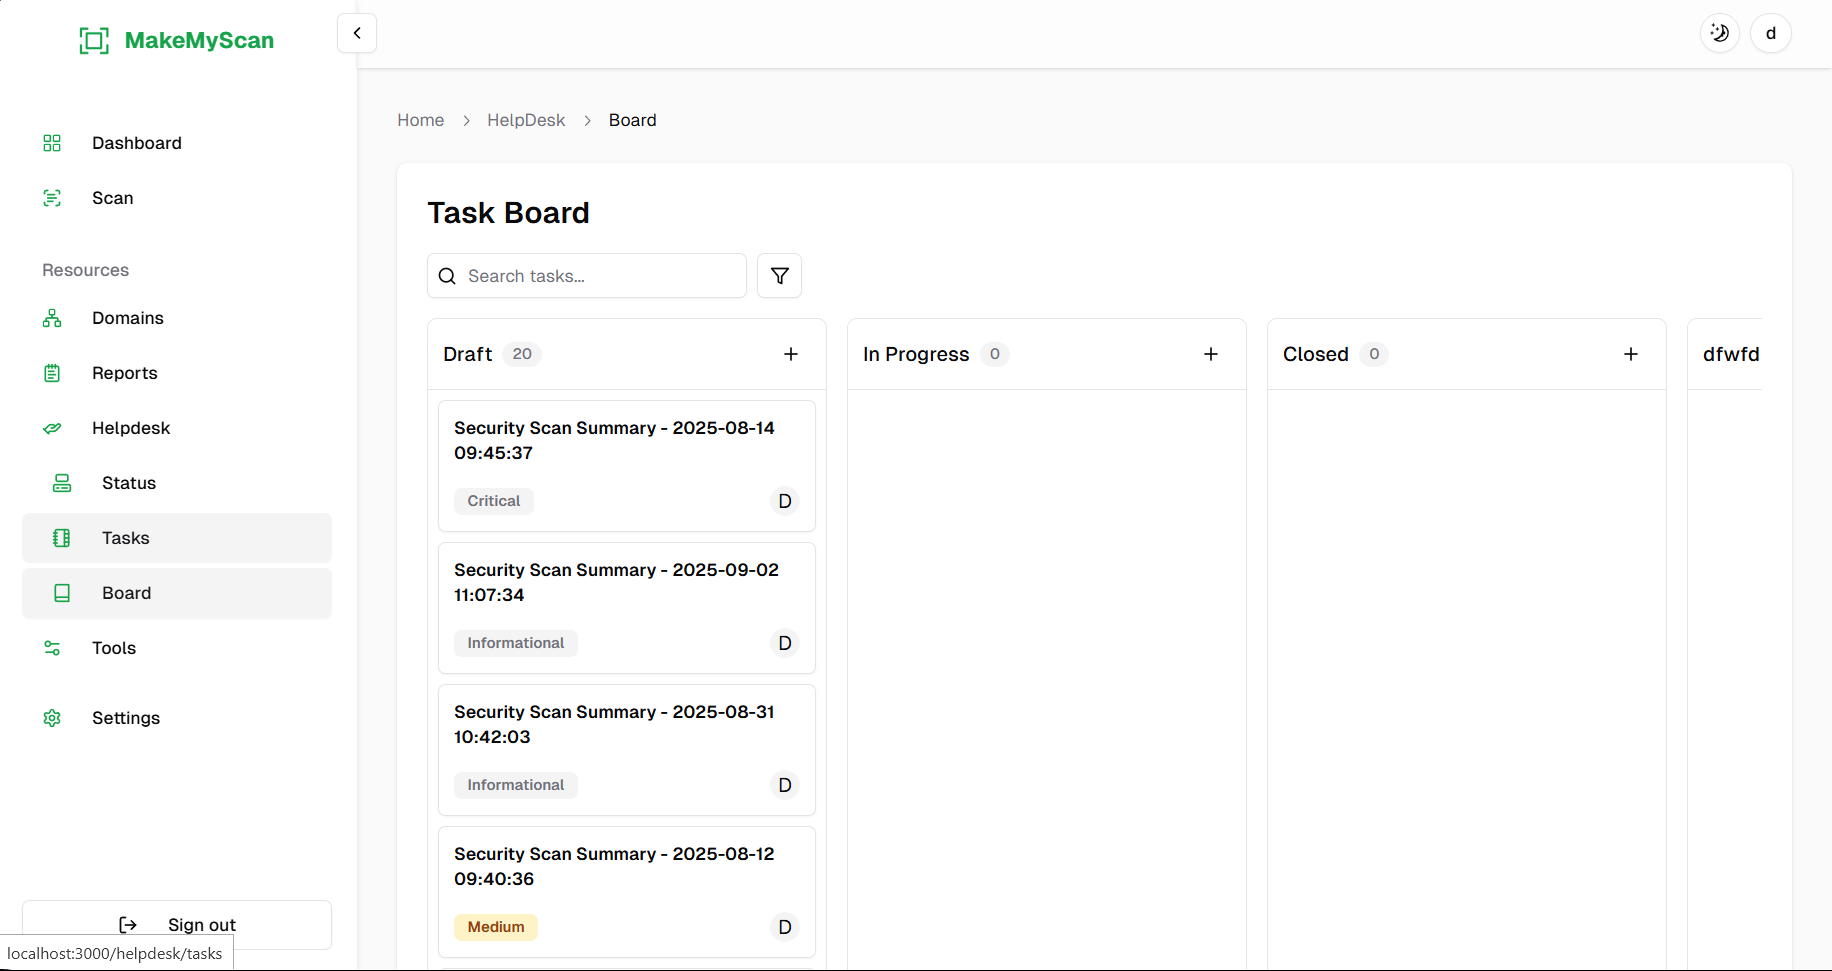 MakeMyScan
d
Dashboard
Scan
Resources
Domains
Reports
Helpdesk
Status
Tasks
Board
Tools
Settings
Sign out
localhost:3000/helpdesk/tasks
Home > HelpDesk > Board
Task Board
Search tasks...
Draft 20 +
Security Scan Summary - 2025-08-14
09:45:37
Critical D
Security Scan Summary - 2025-09-02
11:07:34
Informational D
Security Scan Summary - 2025-08-31
10:42:03
Informational D
Security Scan Summary - 2025-08-12
09:40:36
Medium D
In Progress 0 +
Closed 0 +
dfwfd